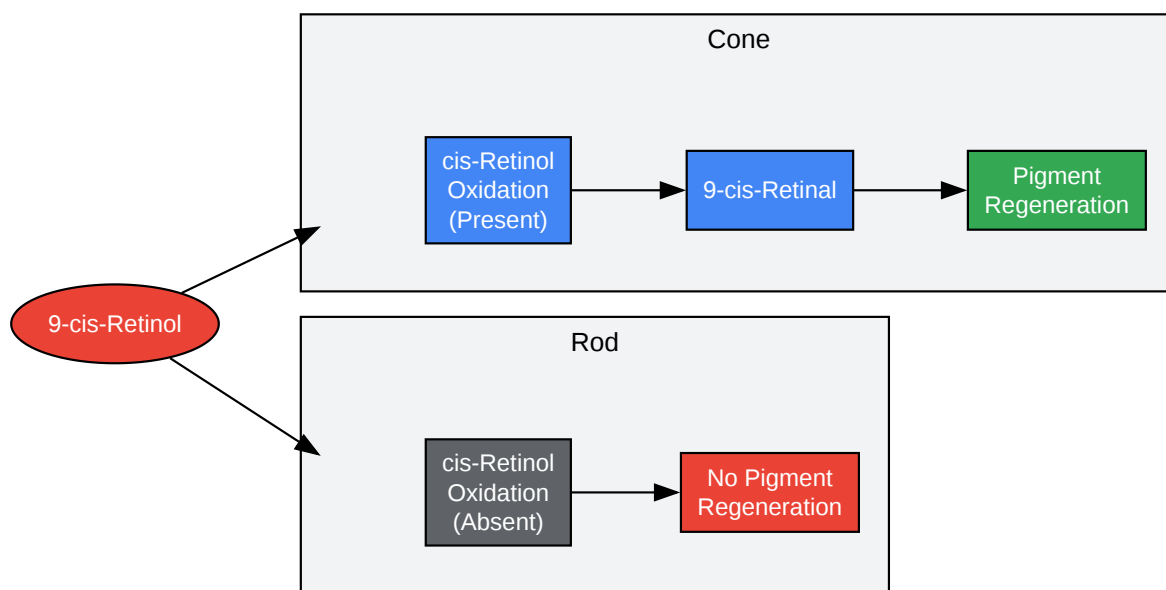 Cone
cis-Retinol
Oxidation
(Present)
9-cis-Retinal
Pigment
Regeneration
9-cis-Retinol
Rod
cis-Retinol
Oxidation
(Absent)
No Pigment
Regeneration